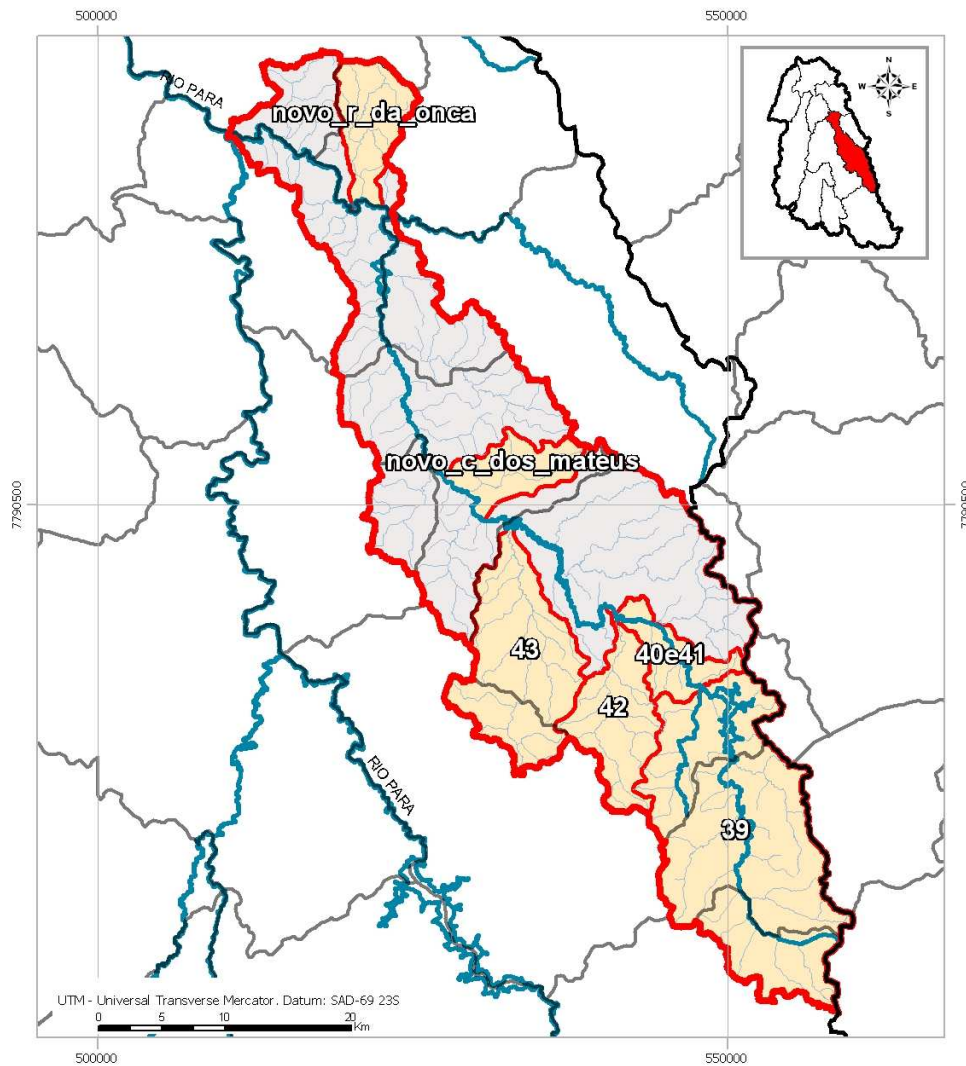 500000
550000
RIO PARA
novo_r_da_onca
N
W
E
S
novo_c_dos_mateus
7790500
7790500
43
40e41
42
RIO PARA
39
UTM - Universal Transverse Mercator. Datum: SAD-69 23S
0 5 10 20
Km
500000
550000